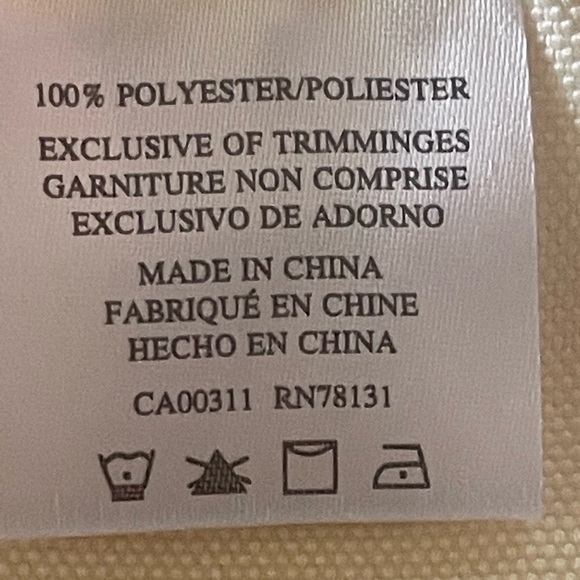 100% POLYESTER/POLIESTER
EXCLUSIVE OF TRIMMINGES
GARNITURE NON COMPRISE
EXCLUSIVO DE ADORNO
MADE IN CHINA
FABRIQUÉ EN CHINE
HECHO EN CHINA
CA00311 RN78131